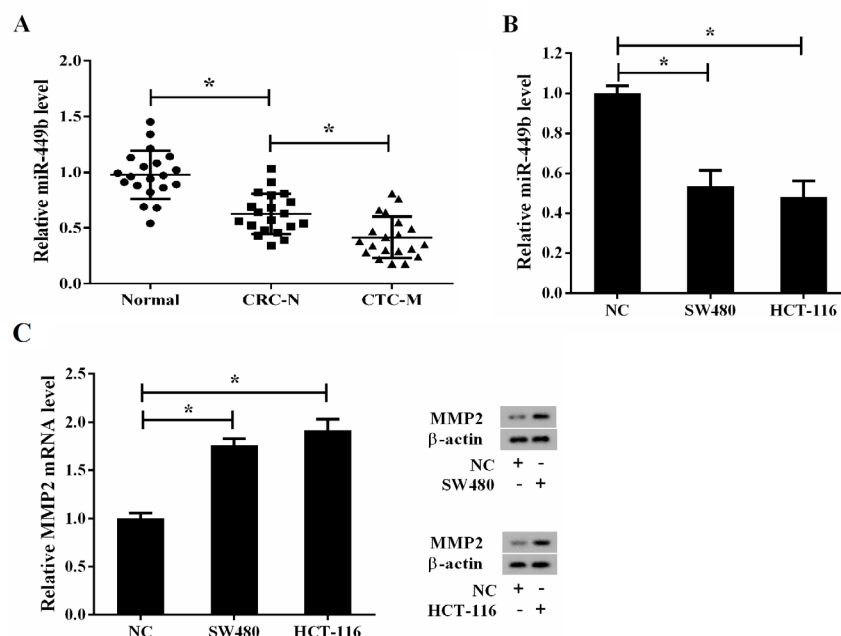 A
Relative miR-449b level
2.0
1.5
1.0
0.5
0.0
*
*
Normal CRC-N CTC-M
B
Relative miR-449b level
1.2
1.0
0.8
0.6
0.4
0.2
0.0
*
*
NC SW480 HCT-116
C
Relative MMP2 mRNA level
2.5
2.0
1.5
1.0
0.5
0.0
*
*
NC SW480 HCT-116
MMP2
β-actin
NC + -
SW480 - +
MMP2
β-actin
NC + -
HCT-116 - +